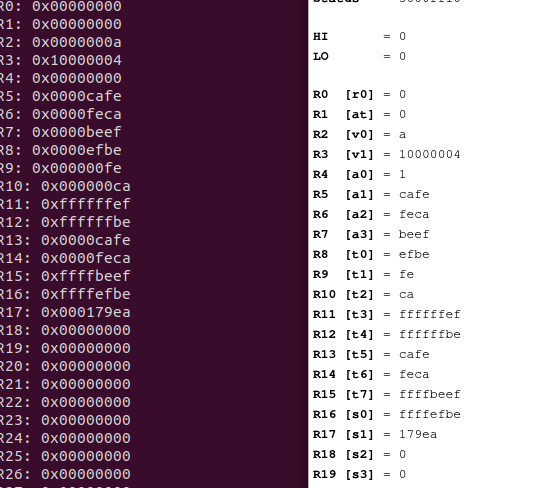 R0: 0x00000000
R1: 0x00000000
R2: 0x0000000a
R3: 0x10000004
R4: 0x00000000
R5: 0x0000cafe
R6: 0x0000feca
R7: 0x0000beef
R8: 0x0000efbe
R9: 0x000000fe
R10: 0x000000ca
R11: 0xffffffef
R12: 0xffffffbe
R13: 0x0000cafe
R14: 0x0000feca
R15: 0xffffbeef
R16: 0xffffefbe
R17: 0x000179ea
R18: 0x00000000
R19: 0x00000000
R20: 0x00000000
R21: 0x00000000
R22: 0x00000000
R23: 0x00000000
R24: 0x00000000
R25: 0x00000000
R26: 0x00000000
HI = 0
LO = 0
R0 [r0] = 0
R1 [at] = 0
R2 [v0] = a
R3 [v1] = 10000004
R4 [a0] = 1
R5 [a1] = cafe
R6 [a2] = feca
R7 [a3] = beef
R8 [t0] = efbe
R9 [t1] = fe
R10 [t2] = ca
R11 [t3] = ffffffef
R12 [t4] = ffffffbe
R13 [t5] = cafe
R14 [t6] = feca
R15 [t7] = ffffbeef
R16 [s0] = ffffefbe
R17 [s1] = 179ea
R18 [s2] = 0
R19 [s3] = 0